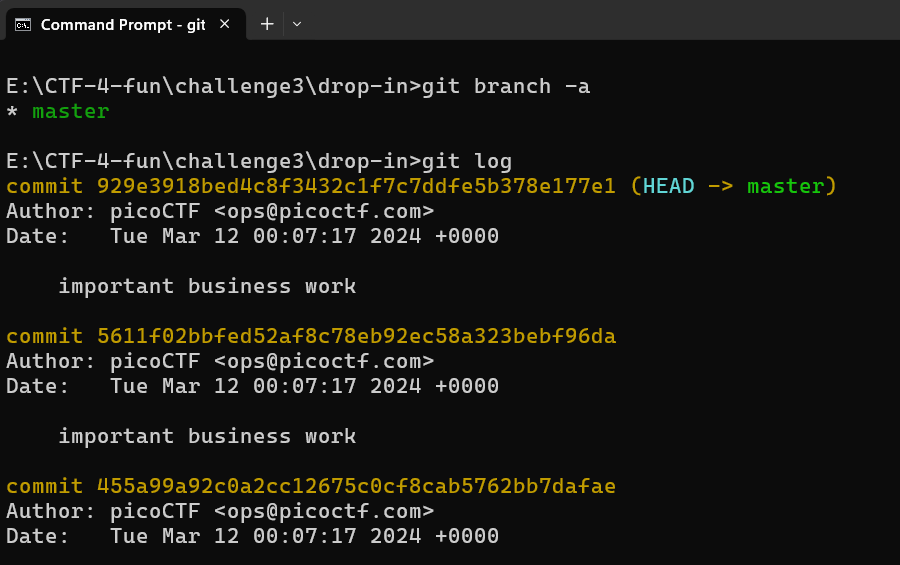 Command Prompt - git
E:\CTF-4-fun\challenge3\drop-in>git branch -a
* master
E:\CTF-4-fun\challenge3\drop-in>git log
commit 929e3918bed4c8f3432c1f7c7ddfe5b378e177e1 (HEAD -> master)
Author: picoCTF <ops@picoctf.com>
Date:   Tue Mar 12 00:07:17 2024 +0000
important business work
commit 5611f02bbfed52af8c78eb92ec58a323bebf96da
Author: picoCTF <ops@picoctf.com>
Date:   Tue Mar 12 00:07:17 2024 +0000
important business work
commit 455a99a92c0a2cc12675c0cf8cab5762bb7dafae
Author: picoCTF <ops@picoctf.com>
Date:   Tue Mar 12 00:07:17 2024 +0000